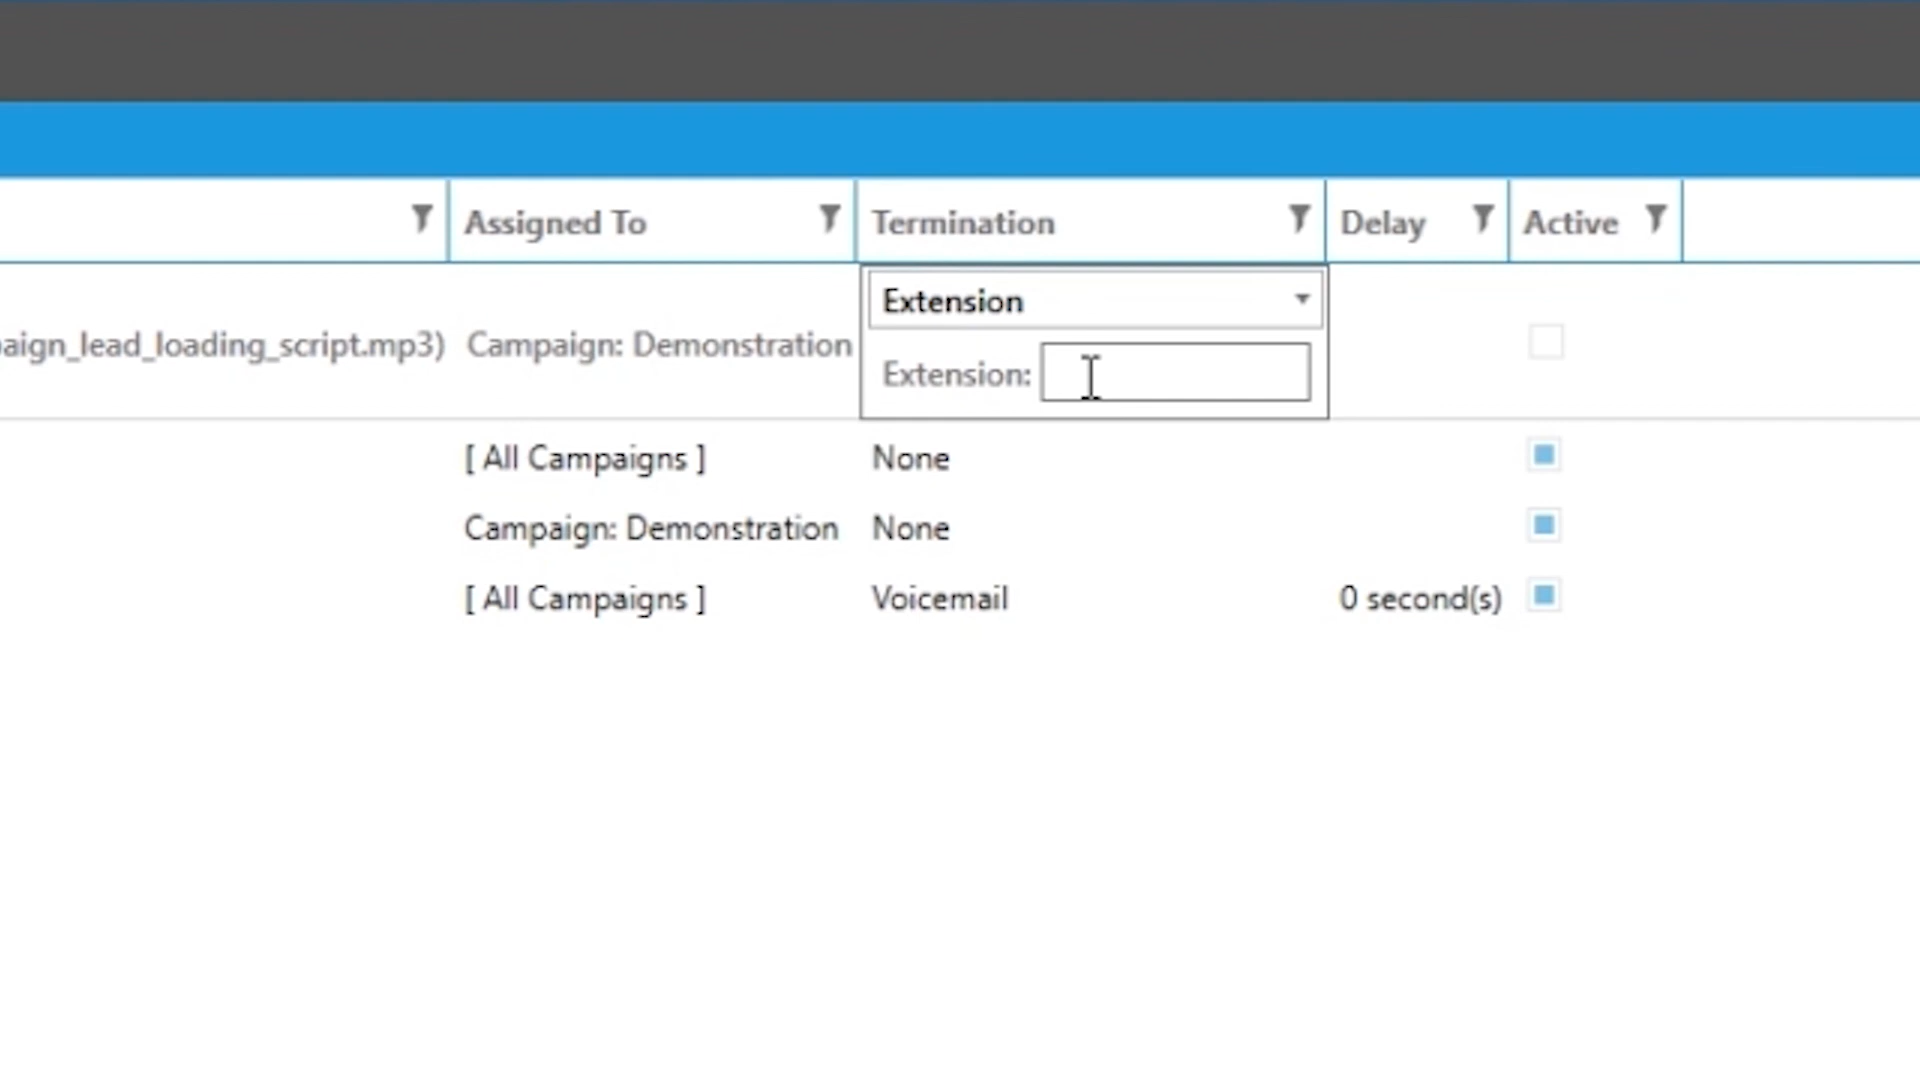 Assigned To Termination Delay Active
Extension
aign_lead_loading_script.mp3) Campaign: Demonstration
Extension:
[ All Campaigns ] None
Campaign: Demonstration None
[ All Campaigns ] Voicemail 0 second(s)